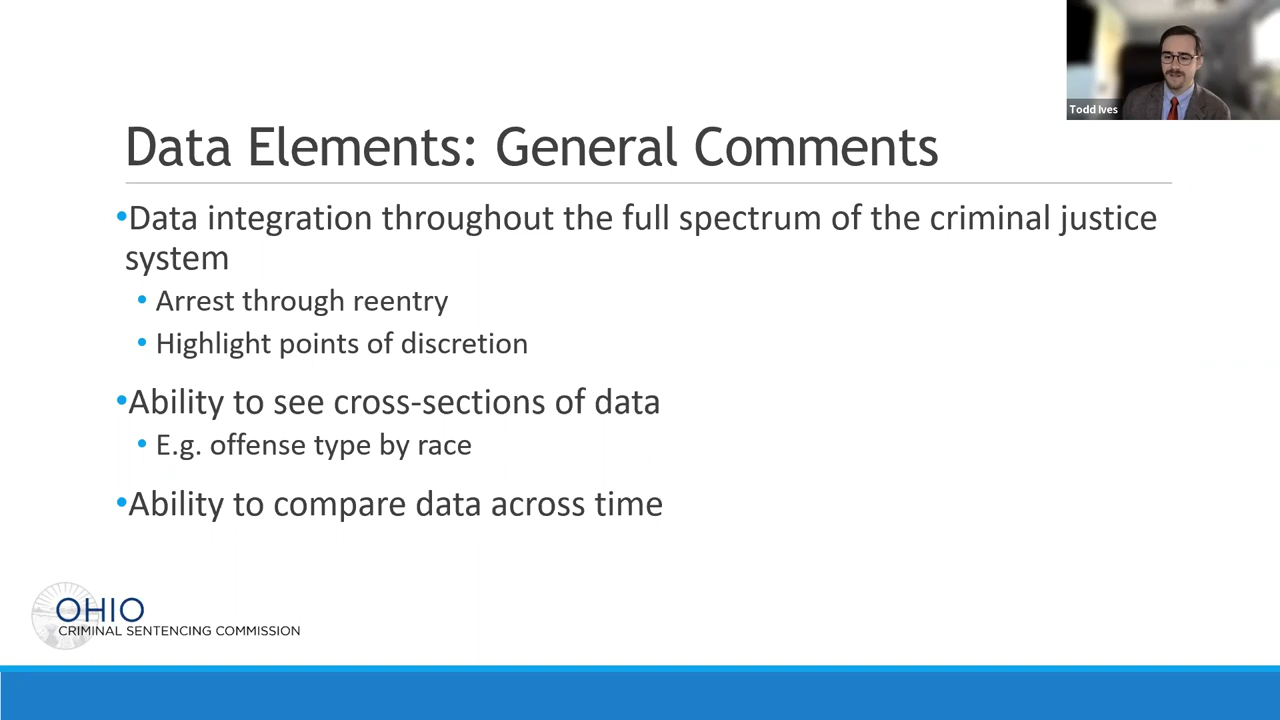 Todd Ives
Data Elements: General Comments
•Data integration throughout the full spectrum of the criminal justice
system
• Arrest through reentry
• Highlight points of discretion
•Ability to see cross-sections of data
• E.g. offense type by race
•Ability to compare data across time
OHIO
CRIMINAL SENTENCING COMMISSION